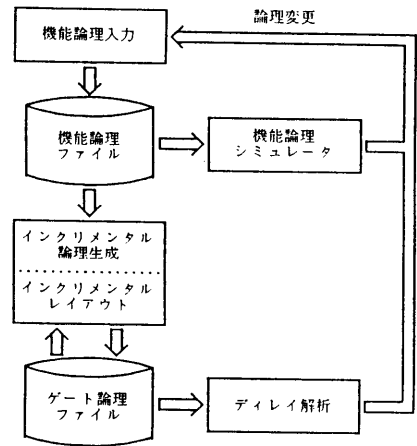 論理変更
機能論理入力
機能論理
ファイル
機能論理
シミュレータ
インクリメンタル
論理生成
インクリメンタル
レイアウト
ゲート論理
ファイル
ディレイ解析